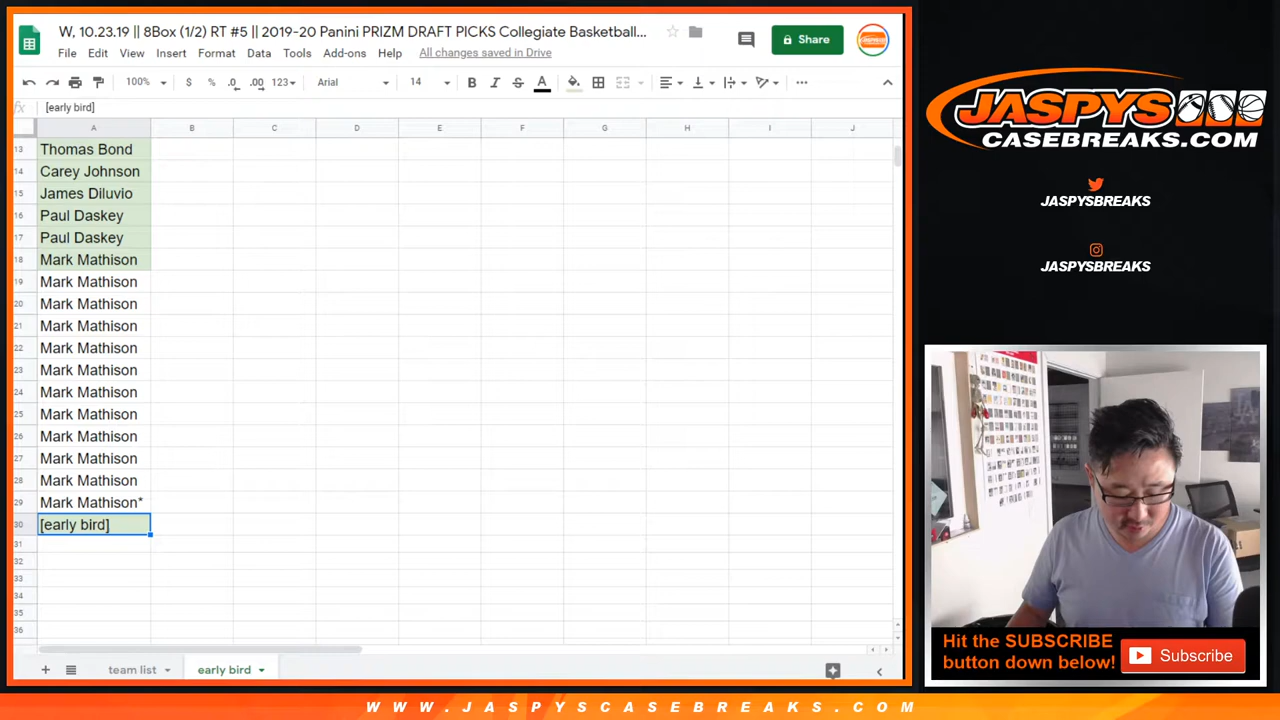 W, 10.23.19 || 8Box (1/2) RT #5 || 2019-20 Panini PRIZM DRAFT PICKS Collegiate Basketball...
Share
File Edit View Insert Format Data Tools Add-ons Help All changes saved in Drive
100% $ % .0 .00 123 Arial 14 B I S A
fx [early bird]
A B C D E F G H I J
13 Thomas Bond
14 Carey Johnson
15 James Diluvio
16 Paul Daskey
17 Paul Daskey
18 Mark Mathison
19 Mark Mathison
20 Mark Mathison
21 Mark Mathison
22 Mark Mathison
23 Mark Mathison
24 Mark Mathison
25 Mark Mathison
26 Mark Mathison
27 Mark Mathison
28 Mark Mathison
29 Mark Mathison*
30 [early bird]
31
32
33
34
35
36
team list early bird
JASPYS
CASEBREAKS.COM
JASPYSBREAKS
JASPYSBREAKS
Hit the SUBSCRIBE
button down below!
Subscribe
WWW.JASPYSCASEBREAKS.COM